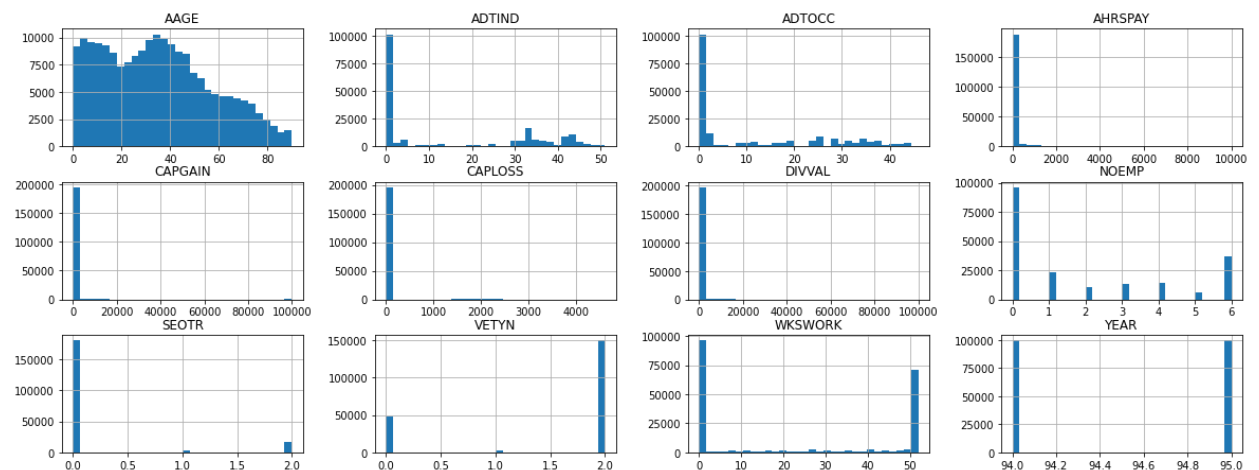 AAGE ADTIND ADTOCC AHRSPAY
10000 100000 100000 150000
7500 75000 75000 100000
5000 50000 50000
2500 25000 25000 50000
0 0 0 0
0 20 40 60 80 0 10 20 30 40 50 0 10 20 30 40 0 2000 4000 6000 8000 10000
CAPGAIN CAPLOSS DIVVAL NOEMP
200000 200000 200000 100000
150000 150000 150000 75000
100000 100000 100000 50000
50000 50000 50000 25000
0 0 0 0
0 20000 40000 60000 80000 100000 0 1000 2000 3000 4000 0 20000 40000 60000 80000 100000 0 1 2 3 4 5 6
SEOTR VETYN WKSWORK YEAR
150000 150000 100000 100000
100000 100000 75000 75000
50000 50000
50000 50000 25000 25000
0 0 0 0
0.0 0.5 1.0 1.5 2.0 0.0 0.5 1.0 1.5 2.0 0 10 20 30 40 50 94.0 94.2 94.4 94.6 94.8 95.0